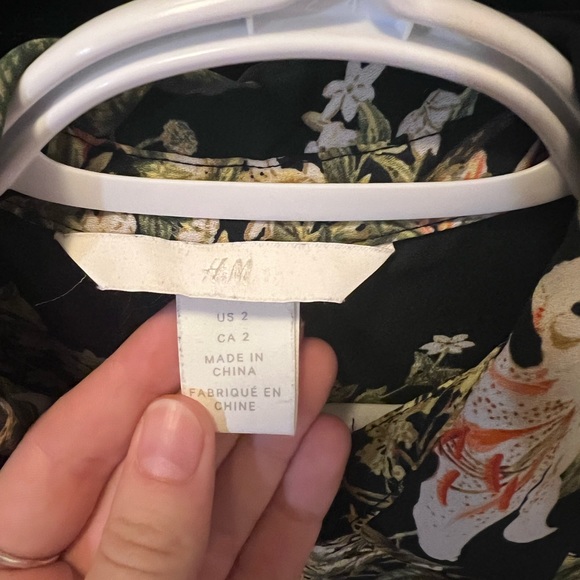 H&M
US 2
CA 2
MADE IN
CHINA
FABRIQUÉ EN
CHINE